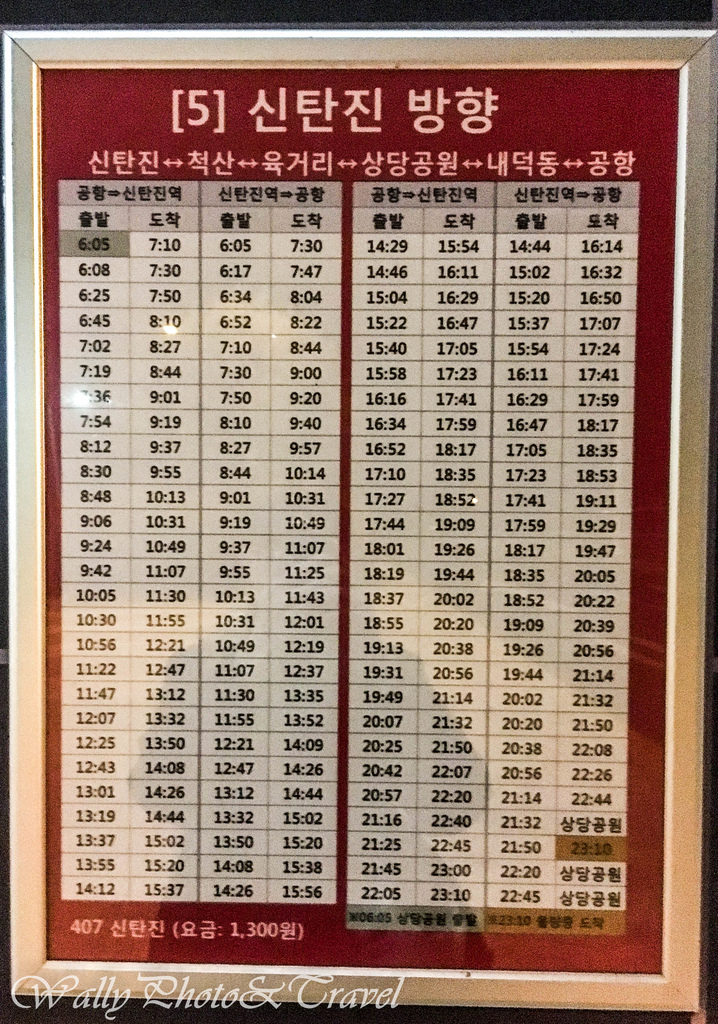 [5] 신탄진 방향
신탄진↔척산↔육거리↔상당공원↔내덕동↔공항
공항⇒신탄진역 신탄진역⇒공항 공항⇒신탄진역 신탄진역⇒공항
출발 도착 출발 도착 출발 도착 출발 도착
6:05 7:10 6:05 7:30 14:29 15:54 14:44 16:14
6:08 7:30 6:17 7:47 14:46 16:11 15:02 16:32
6:25 7:50 6:34 8:04 15:04 16:29 15:20 16:50
6:45 8:10 6:52 8:22 15:22 16:47 15:37 17:07
7:02 8:27 7:10 8:44 15:40 17:05 15:54 17:24
7:19 8:44 7:30 9:00 15:58 17:23 16:11 17:41
7:36 9:01 7:50 9:20 16:16 17:41 16:29 17:59
7:54 9:19 8:10 9:40 16:34 17:59 16:47 18:17
8:12 9:37 8:27 9:57 16:52 18:17 17:05 18:35
8:30 9:55 8:44 10:14 17:10 18:35 17:23 18:53
8:48 10:13 9:01 10:31 17:27 18:52 17:41 19:11
9:06 10:31 9:19 10:49 17:44 19:09 17:59 19:29
9:24 10:49 9:37 11:07 18:01 19:26 18:17 19:47
9:42 11:07 9:55 11:25 18:19 19:44 18:35 20:05
10:05 11:30 10:13 11:43 18:37 20:02 18:52 20:22
10:30 11:55 10:31 12:01 18:55 20:20 19:09 20:39
10:56 12:21 10:49 12:19 19:13 20:38 19:26 20:56
11:22 12:47 11:07 12:37 19:31 20:56 19:44 21:14
11:47 13:12 11:30 13:35 19:49 21:14 20:02 21:32
12:07 13:32 11:55 13:52 20:07 21:32 20:20 21:50
12:25 13:50 12:21 14:09 20:25 21:50 20:38 22:08
12:43 14:08 12:47 14:26 20:42 22:07 20:56 22:26
13:01 14:26 13:12 14:44 20:57 22:20 21:14 22:44
13:19 14:44 13:32 15:02 21:16 22:40 21:32 상당공원
13:37 15:02 13:50 15:20 21:25 22:45 21:50 23:10
13:55 15:20 14:08 15:38 21:45 23:00 22:20 상당공원
14:12 15:37 14:26 15:56 22:05 23:10 22:45 상당공원
※06:05 상당공원 출발 ※23:10 도착
407 신탄진 (요금: 1,300원)
Wally Photo&Travel